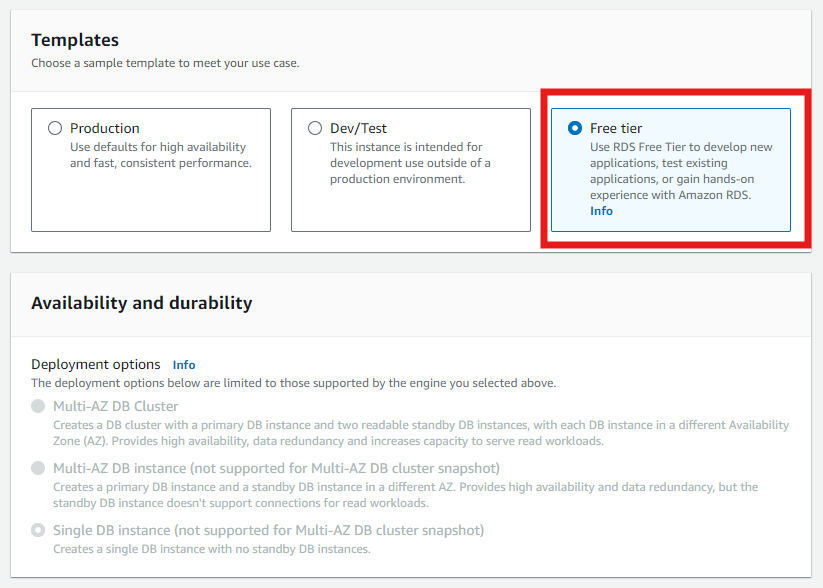 Templates
Choose a sample template to meet your use case.
Production
Use defaults for high availability
and fast, consistent performance.
Dev/Test
This instance is intended for
development use outside of a
production environment.
Free tier
Use RDS Free Tier to develop new
applications, test existing
applications, or gain hands-on
experience with Amazon RDS.
Info
Availability and durability
Deployment options Info
The deployment options below are limited to those supported by the engine you selected above.
Multi-AZ DB Cluster
Creates a DB cluster with a primary DB instance and two readable standby DB instances, with each DB instance in a different Availability
Zone (AZ). Provides high availability, data redundancy and increases capacity to serve read workloads.
Multi-AZ DB instance (not supported for Multi-AZ DB cluster snapshot)
Creates a primary DB instance and a standby DB instance in a different AZ. Provides high availability and data redundancy, but the
standby DB instance doesn't support connections for read workloads.
Single DB instance (not supported for Multi-AZ DB cluster snapshot)
Creates a single DB instance with no standby DB instances.